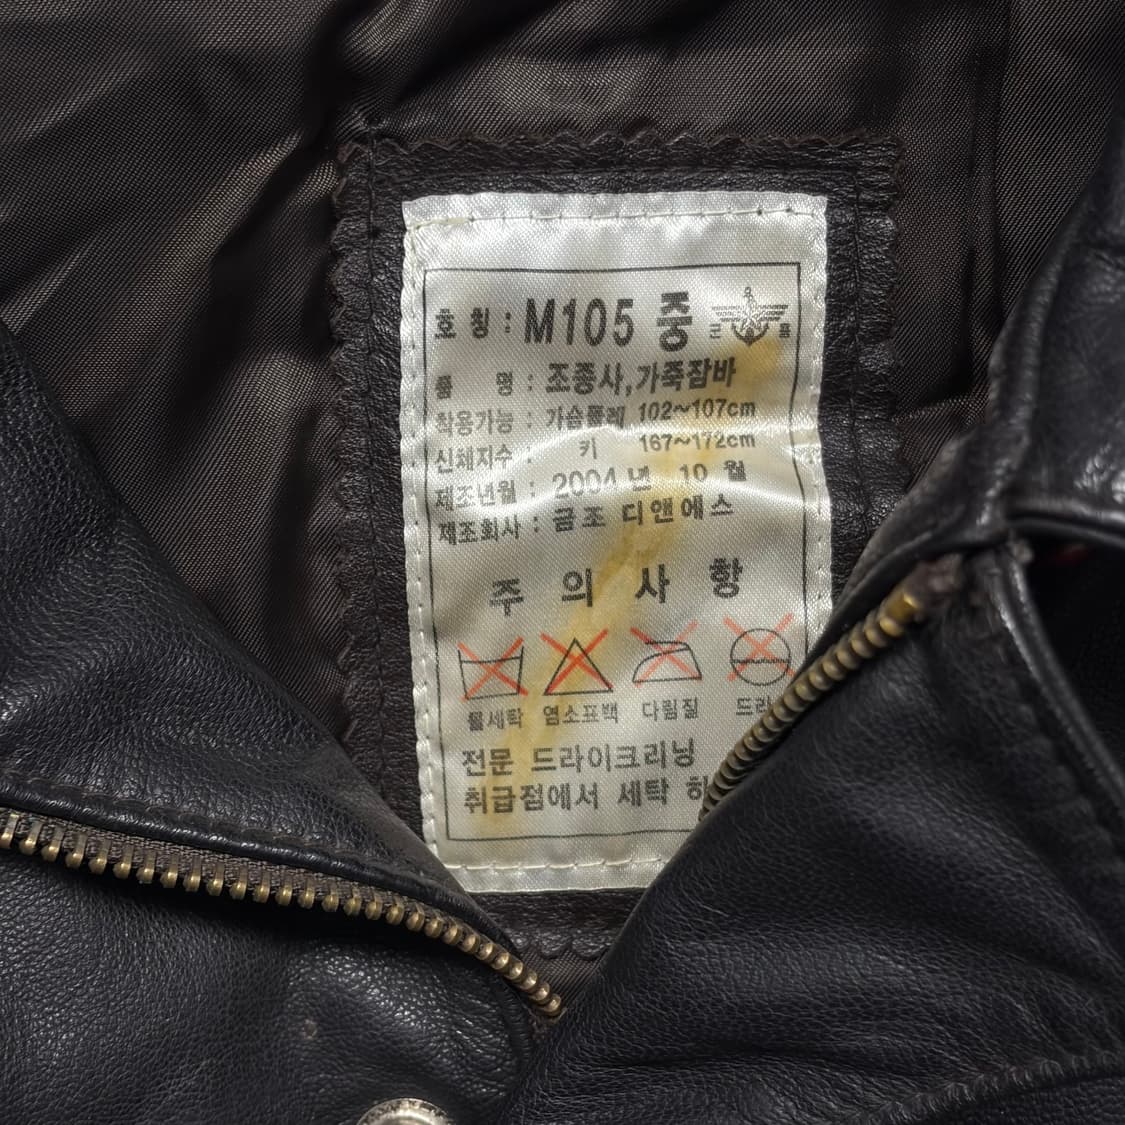 호 칭 : M105 중 군 용
품 명 : 조종사,가죽잠바
착용가능 : 가슴둘레 102~107cm
신체지수 : 키 167~172cm
제조년월 : 2004 년 10 월
제조회사 : 금조 디앤에스
주 의 사 항
물세탁 염소표백 다림질 드라
전문 드라이크리닝
취급점에서 세탁 하